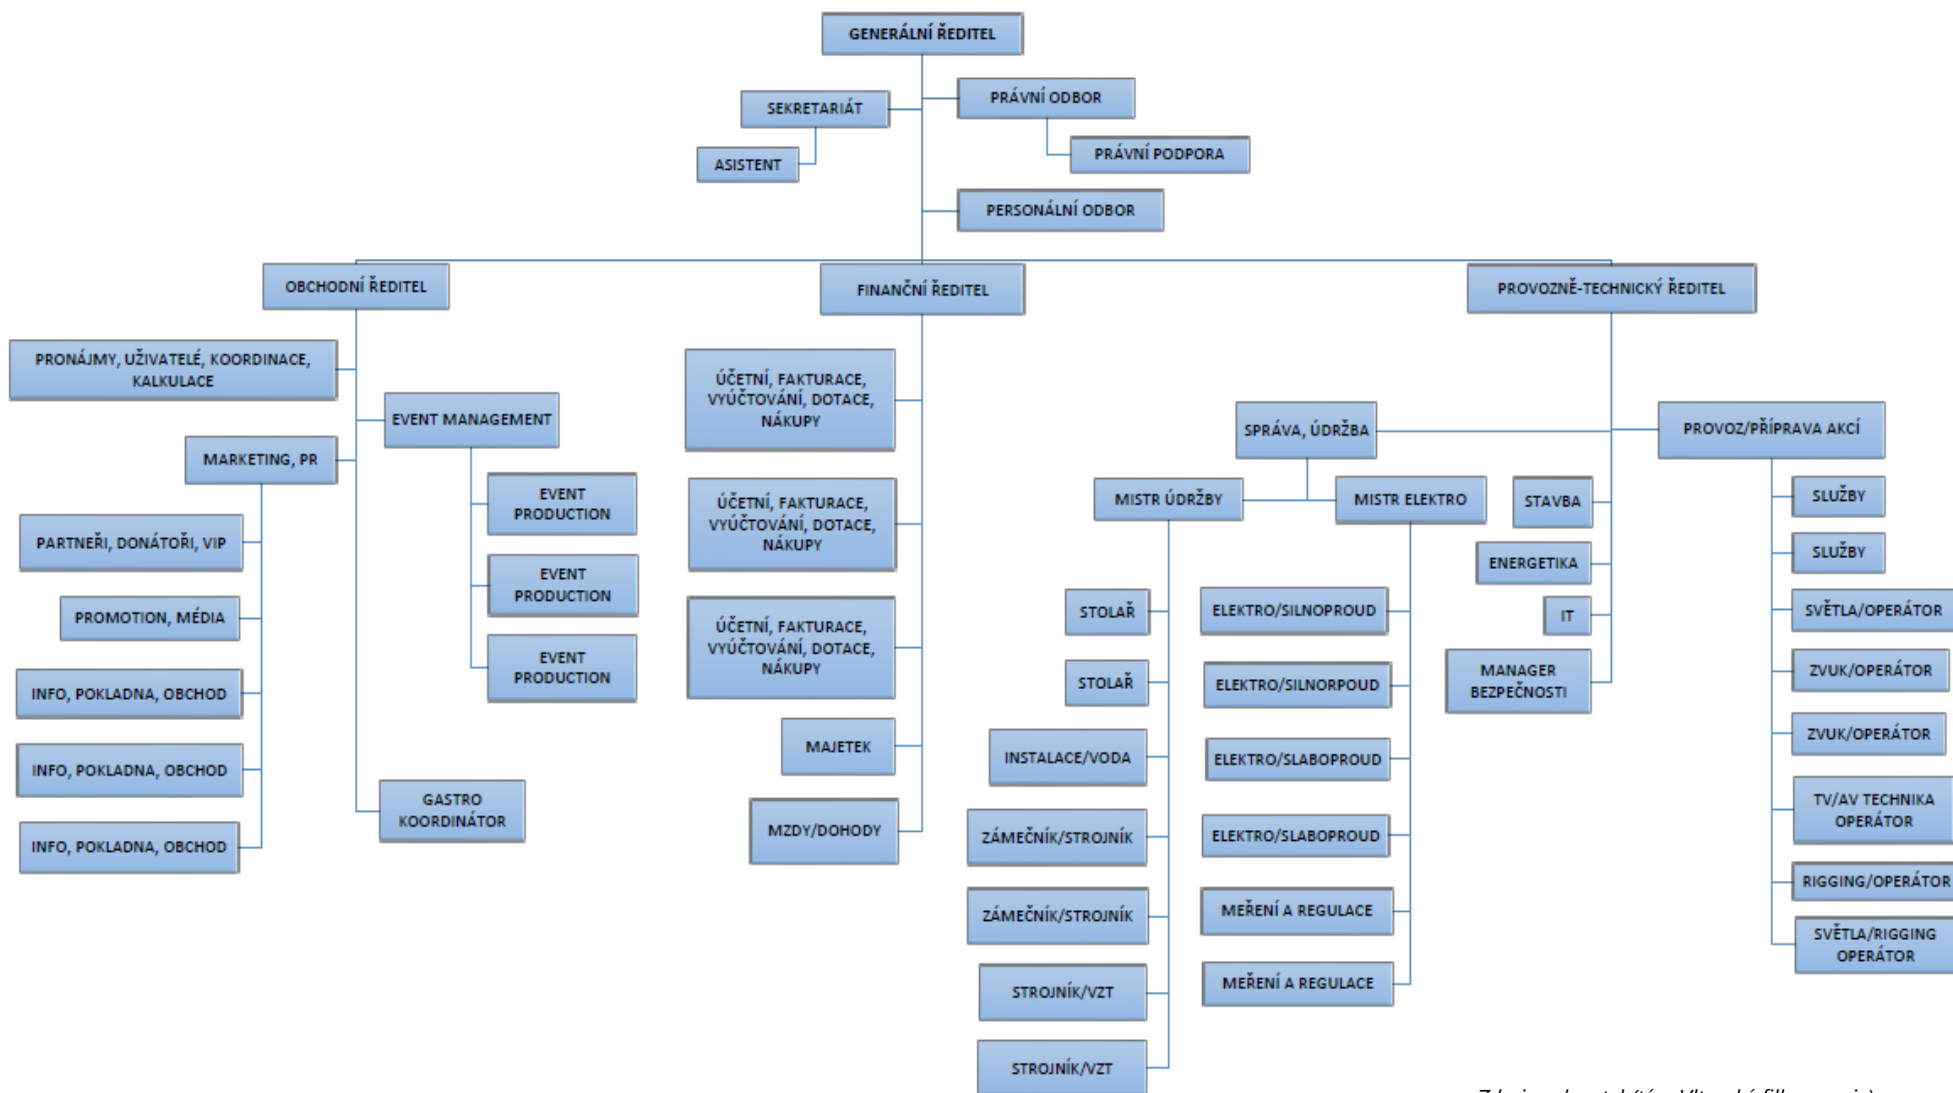 GENERÁLNÍ ŘEDITEL
SEKRETARIÁT
ASISTENT
PRÁVNÍ ODBOR
PRÁVNÍ PODPORA
PERSONÁLNÍ ODBOR
OBCHODNÍ ŘEDITEL
PRONÁJMY, UŽIVATELÉ, KOORDINACE,
KALKULACE
EVENT MANAGEMENT
EVENT
PRODUCTION
EVENT
PRODUCTION
EVENT
PRODUCTION
MARKETING, PR
PARTNEŘI, DONÁTOŘI, VIP
PROMOTION, MÉDIA
INFO, POKLADNA, OBCHOD
INFO, POKLADNA, OBCHOD
INFO, POKLADNA, OBCHOD
GASTRO
KOORDINÁTOR
FINANČNÍ ŘEDITEL
ÚČETNÍ, FAKTURACE,
VYÚČTOVÁNÍ, DOTACE,
NÁKUPY
ÚČETNÍ, FAKTURACE,
VYÚČTOVÁNÍ, DOTACE,
NÁKUPY
ÚČETNÍ, FAKTURACE,
VYÚČTOVÁNÍ, DOTACE,
NÁKUPY
MAJETEK
MZDY/DOHODY
PROVOZNĚ-TECHNICKÝ ŘEDITEL
SPRÁVA, ÚDRŽBA
MISTR ÚDRŽBY
STOLAŘ
STOLAŘ
INSTALACE/VODA
ZÁMEČNÍK/STROJNÍK
ZÁMEČNÍK/STROJNÍK
STROJNÍK/VZT
STROJNÍK/VZT
MISTR ELEKTRO
ELEKTRO/SILNOPROUD
ELEKTRO/SILNORPOUD
ELEKTRO/SLABOPROUD
ELEKTRO/SLABOPROUD
MEŘENÍ A REGULACE
MEŘENÍ A REGULACE
STAVBA
ENERGETIKA
IT
MANAGER
BEZPEČNOSTI
PROVOZ/PŘÍPRAVA AKCÍ
SLUŽBY
SLUŽBY
SVĚTLA/OPERÁTOR
ZVUK/OPERÁTOR
ZVUK/OPERÁTOR
TV/AV TECHNIKA
OPERÁTOR
RIGGING/OPERÁTOR
SVĚTLA/RIGGING
OPERÁTOR